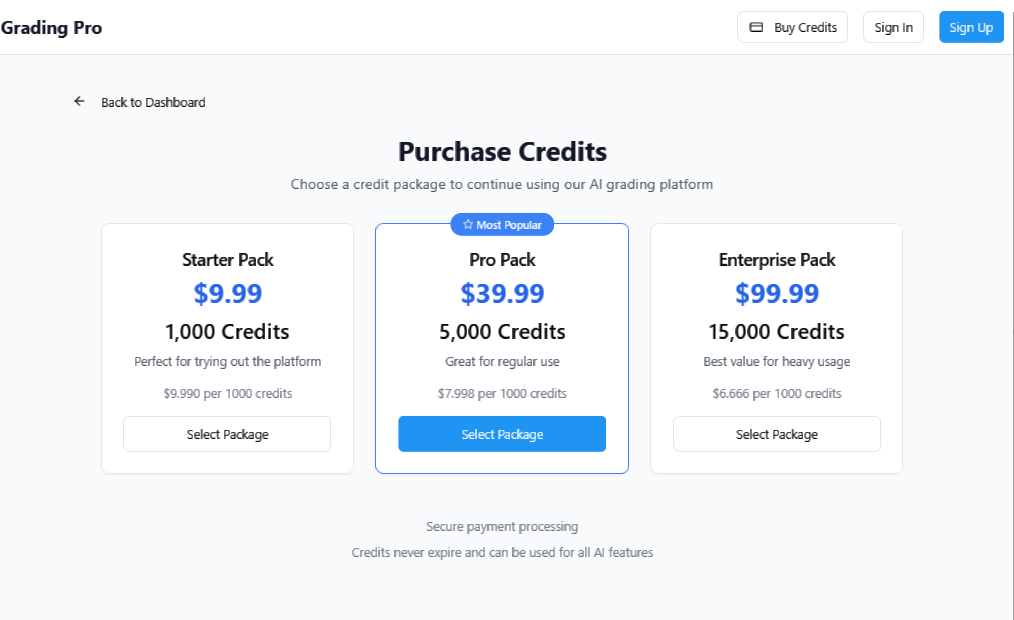 Grading Pro
Buy Credits
Sign In
Sign Up
Back to Dashboard
Purchase Credits
Choose a credit package to continue using our AI grading platform
Starter Pack
$9.99
1,000 Credits
Perfect for trying out the platform
$9.990 per 1000 credits
Select Package
Most Popular
Pro Pack
$39.99
5,000 Credits
Great for regular use
$7.998 per 1000 credits
Select Package
Enterprise Pack
$99.99
15,000 Credits
Best value for heavy usage
$6.666 per 1000 credits
Select Package
Secure payment processing
Credits never expire and can be used for all AI features